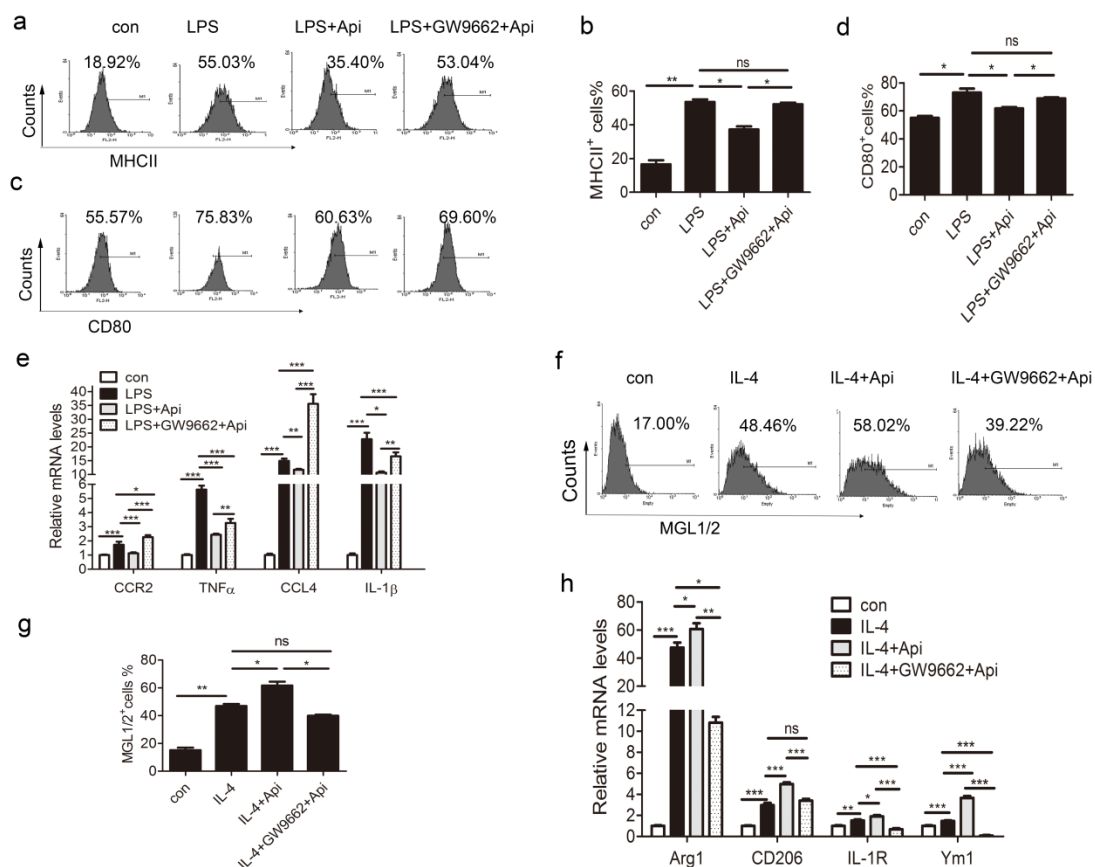 a
con LPS LPS+Api LPS+GW9662+Api
18.92% 55.03% 35.40% 53.04%
Counts
MHCII
c
55.57% 75.83% 60.63% 69.60%
Counts
CD80
b
MHCII+ cells%
80
60
40
20
0
** * *
ns
con LPS LPS+Api LPS+GW9662+Api
d
CD80+cells%
100
80
60
40
20
0
* * *
ns
con LPS LPS+Api LPS+GW9662+Api
e
con
LPS
LPS+Api
LPS+GW9662+Api
Relative mRNA levels
40
35
30
25
20
15
10
6
5
4
3
2
1
0
*** *** *** *
*** *** ** ***
*** ** *** ***
*** * ** ***
CCR2 TNFα CCL4 IL-1β
f
con IL-4 IL-4+Api IL-4+GW9662+Api
17.00% 48.46% 58.02% 39.22%
Counts
MGL1/2
g
MGL1/2+cells %
80
60
40
20
0
** * *
ns
con IL-4 IL-4+Api IL-4+GW9662+Api
h
con
IL-4
IL-4+Api
IL-4+GW9662+Api
Relative mRNA levels
80
60
40
20
10
8
6
4
2
0
*** * ** *
*** *** *** ns
** * *** ***
*** *** *** ***
Arg1 CD206 IL-1R Ym1